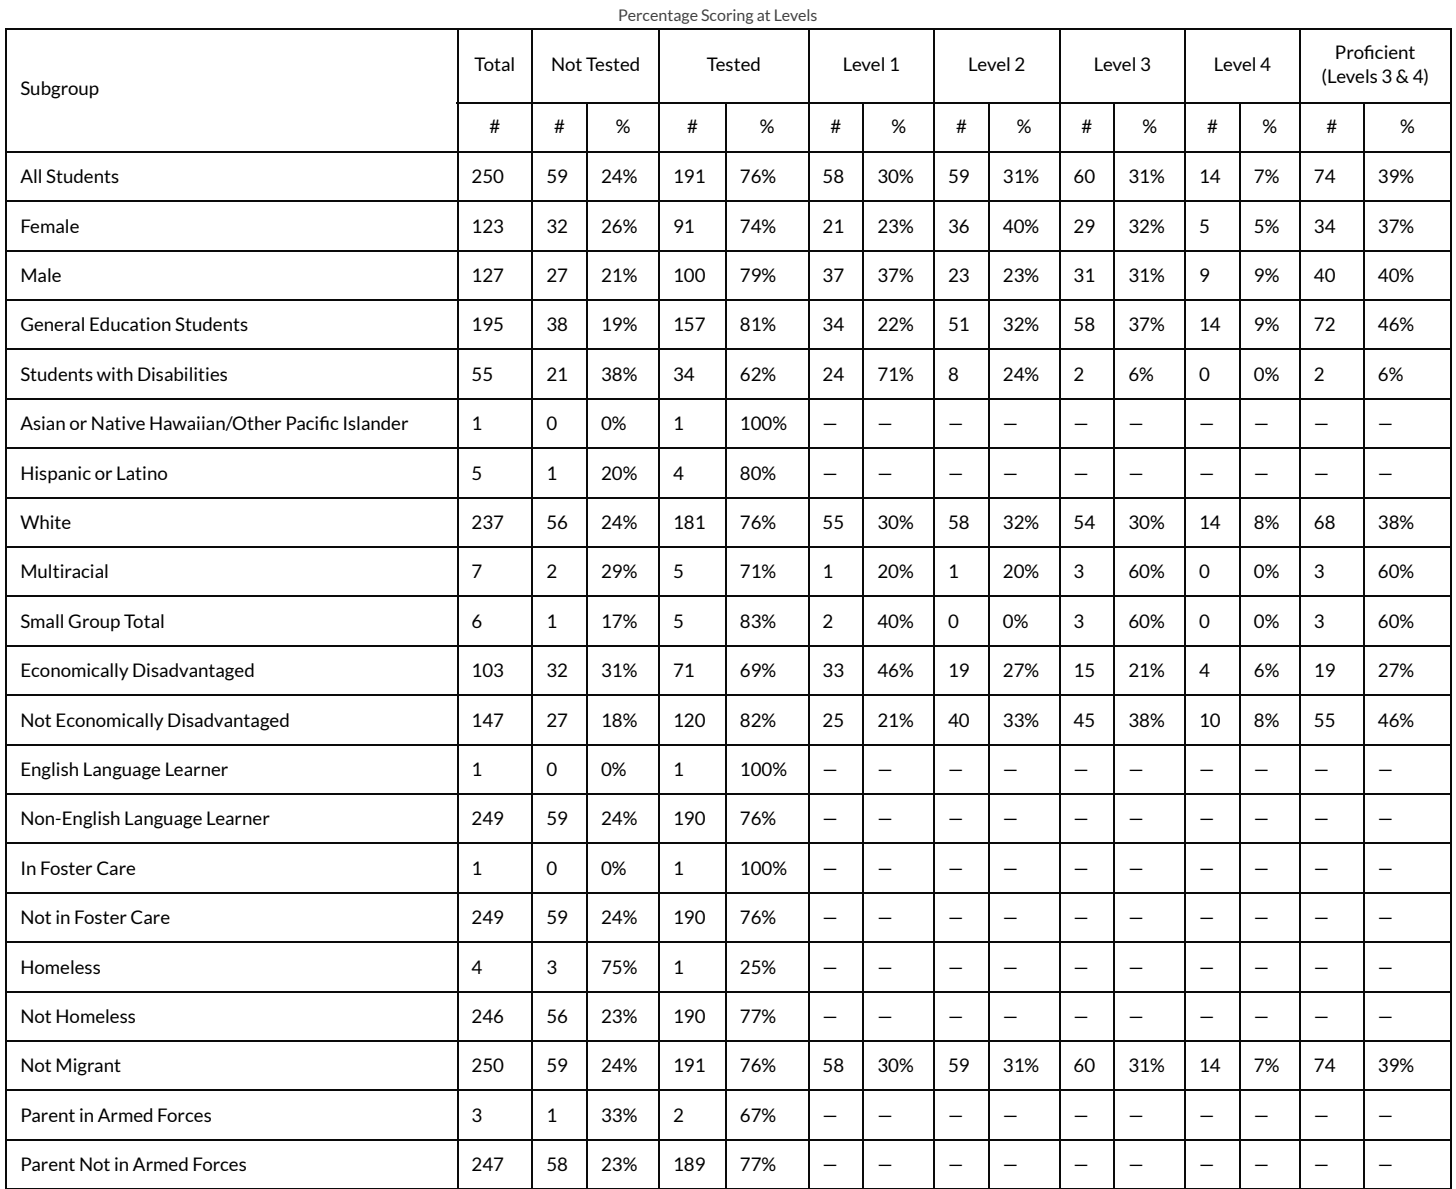 Percentage Scoring at Levels
Subgroup Total Not Tested Tested Level 1 Level 2 Level 3 Level 4 Proficient
(Levels 3 & 4)
# # % # % # % # % # % # % # %
All Students 250 59 24% 191 76% 58 30% 59 31% 60 31% 14 7% 74 39%
Female 123 32 26% 91 74% 21 23% 36 40% 29 32% 5 5% 34 37%
Male 127 27 21% 100 79% 37 37% 23 23% 31 31% 9 9% 40 40%
General Education Students 195 38 19% 157 81% 34 22% 51 32% 58 37% 14 9% 72 46%
Students with Disabilities 55 21 38% 34 62% 24 71% 8 24% 2 6% 0 0% 2 6%
Asian or Native Hawaiian/Other Pacific Islander 1 0 0% 1 100% — — — — — — — — — —
Hispanic or Latino 5 1 20% 4 80% — — — — — — — — — —
White 237 56 24% 181 76% 55 30% 58 32% 54 30% 14 8% 68 38%
Multiracial 7 2 29% 5 71% 1 20% 1 20% 3 60% 0 0% 3 60%
Small Group Total 6 1 17% 5 83% 2 40% 0 0% 3 60% 0 0% 3 60%
Economically Disadvantaged 103 32 31% 71 69% 33 46% 19 27% 15 21% 4 6% 19 27%
Not Economically Disadvantaged 147 27 18% 120 82% 25 21% 40 33% 45 38% 10 8% 55 46%
English Language Learner 1 0 0% 1 100% — — — — — — — — — —
Non-English Language Learner 249 59 24% 190 76% — — — — — — — — — —
In Foster Care 1 0 0% 1 100% — — — — — — — — — —
Not in Foster Care 249 59 24% 190 76% — — — — — — — — — —
Homeless 4 3 75% 1 25% — — — — — — — — — —
Not Homeless 246 56 23% 190 77% — — — — — — — — — —
Not Migrant 250 59 24% 191 76% 58 30% 59 31% 60 31% 14 7% 74 39%
Parent in Armed Forces 3 1 33% 2 67% — — — — — — — — — —
Parent Not in Armed Forces 247 58 23% 189 77% — — — — — — — — — —